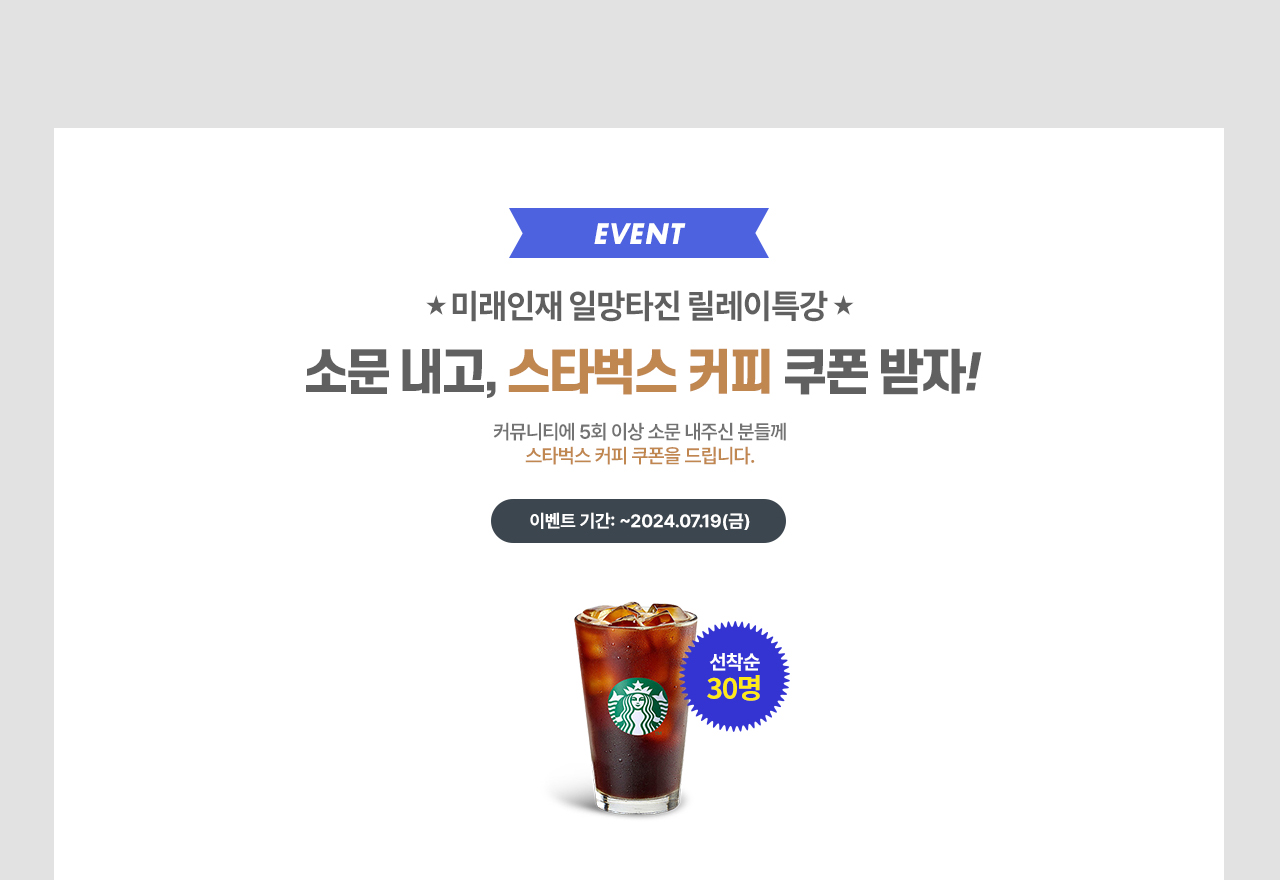 EVENT
★ 미래인재 일망타진 릴레이특강 ★
소문 내고, 스타벅스 커피 쿠폰 받자!
커뮤니티에 5회 이상 소문 내주신 분들께
스타벅스 커피 쿠폰을 드립니다.
이벤트 기간: ~2024.07.19(금)
선착순
30명